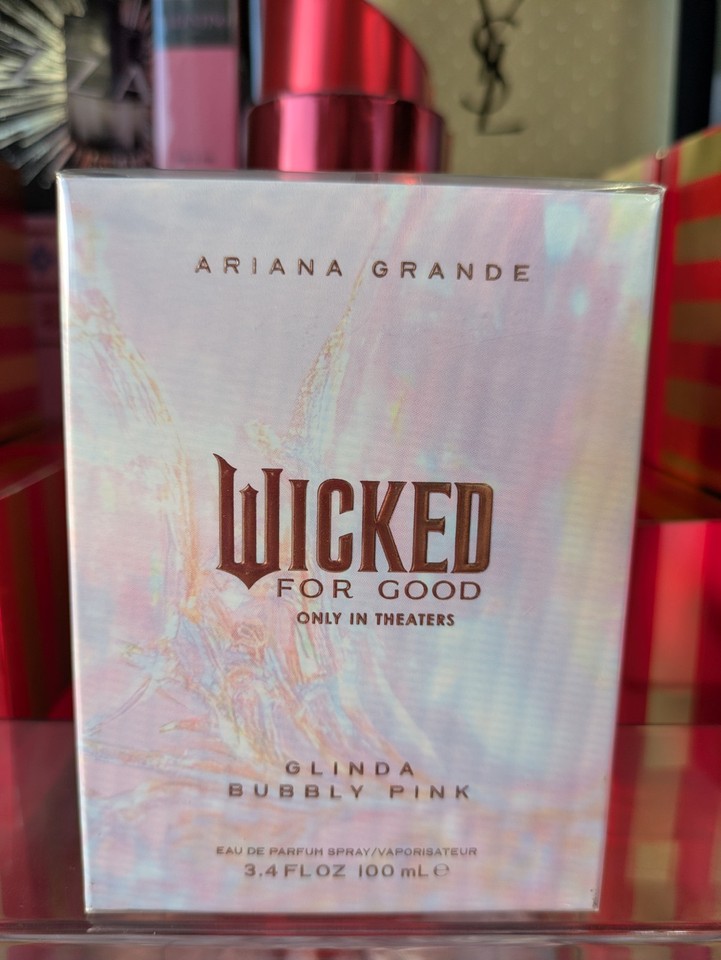 YSL
ARIANA GRANDE
WICKED
FOR GOOD
ONLY IN THEATERS
GLINDA
BUBBLY PINK
EAU DE PARFUM SPRAY/VAPORISATEUR
3.4 FL OZ 100 mL ℮